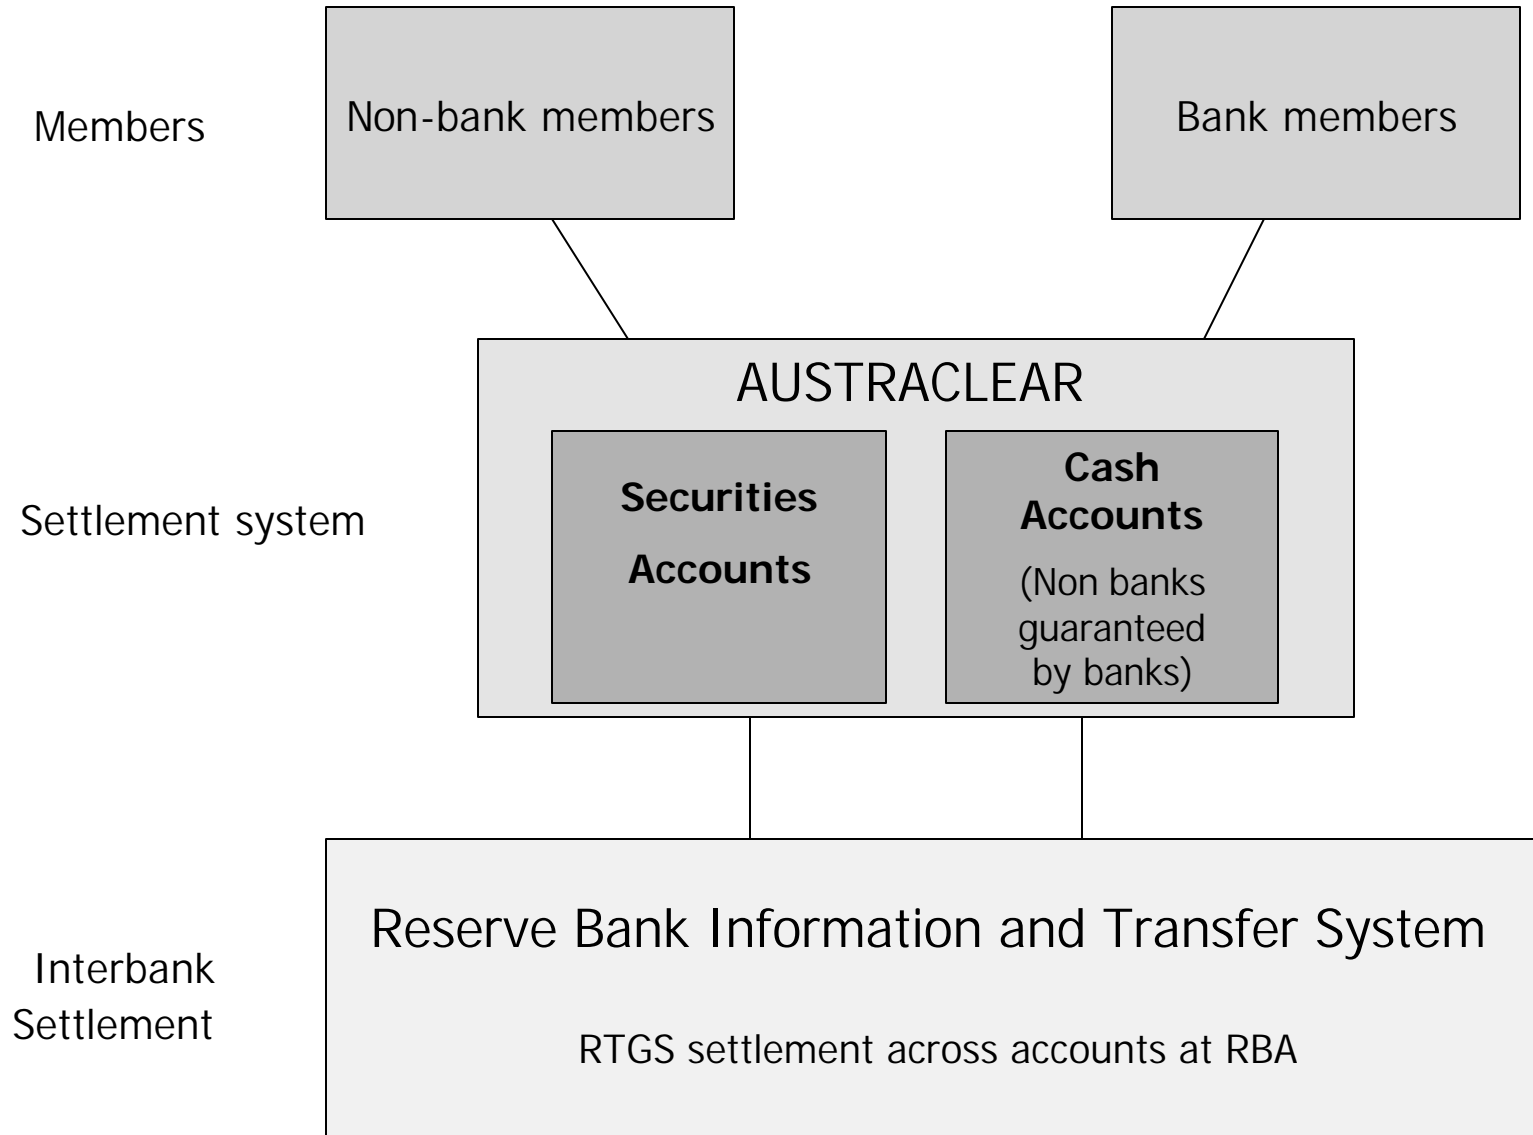 Members
Non-bank members
Bank members
AUSTRACLEAR
Settlement system
Securities
Accounts
Cash
Accounts
(Non banks
guaranteed
by banks)
Interbank
Settlement
Reserve Bank Information and Transfer System
RTGS settlement across accounts at RBA